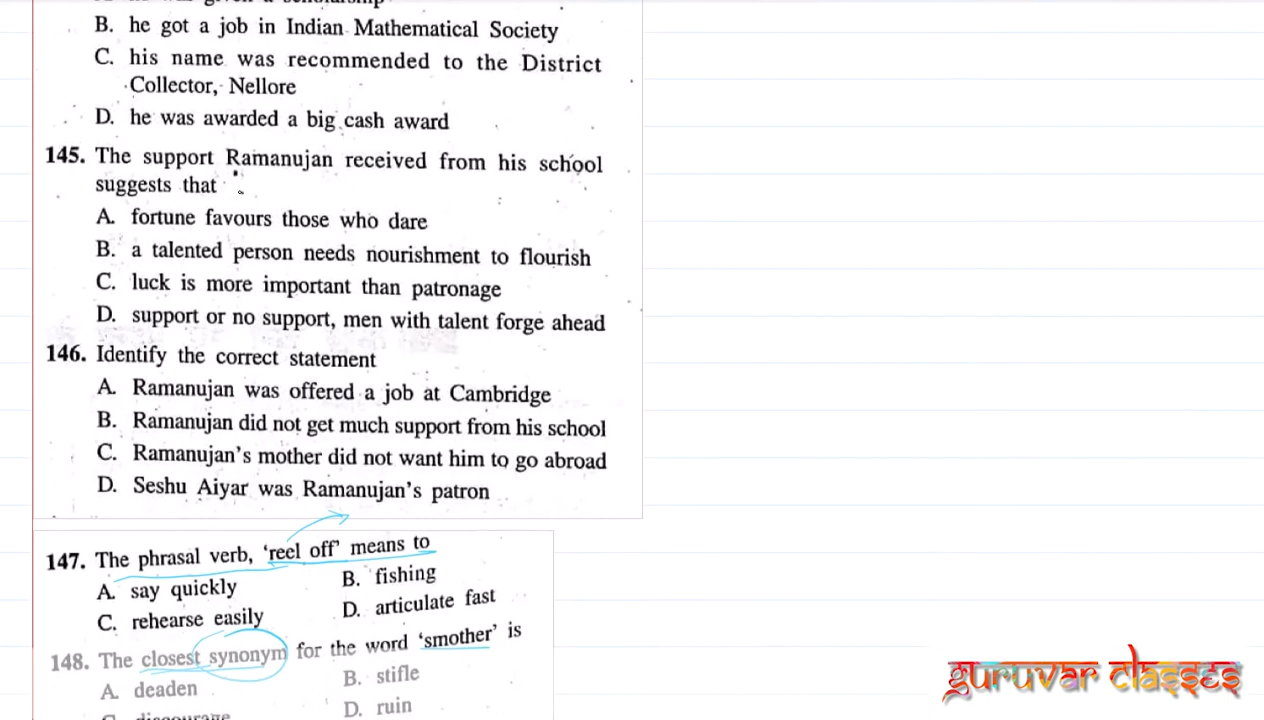 B. he got a job in Indian Mathematical Society
C. his name was recommended to the District
Collector, Nellore
D. he was awarded a big cash award
145. The support Ramanujan received from his school
suggests that
A. fortune favours those who dare
B. a talented person needs nourishment to flourish
C. luck is more important than patronage
D. support or no support, men with talent forge ahead
146. Identify the correct statement
A. Ramanujan was offered a job at Cambridge
B. Ramanujan did not get much support from his school
C. Ramanujan's mother did not want him to go abroad
D. Seshu Aiyar was Ramanujan's patron
147. The phrasal verb, 'reel off' means to
A. say quickly B. fishing
C. rehearse easily D. articulate fast
148. The closest synonym for the word 'smother' is
A. deaden B. stifle
D. ruin
guruvar classes